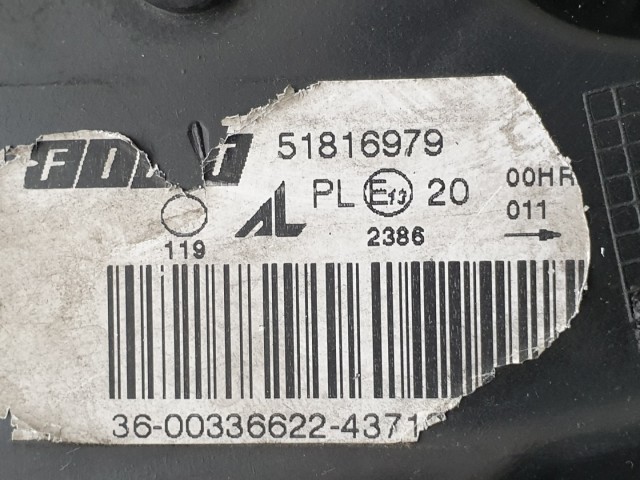 FIAT 51816979
PL E13 20 00HR
119 AL 2386 011
36-00336622-4371